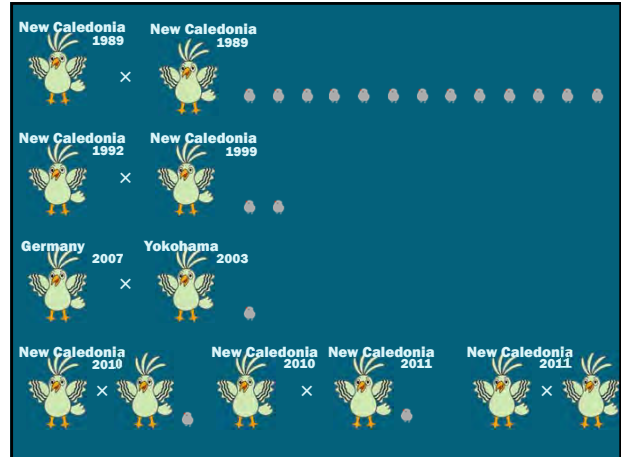 New Caledonia New Caledonia
1989 1989
× ×
New Caledonia New Caledonia
1992 1999
×
Germany Yokohama
2007 2003
×
New Caledonia New Caledonia New Caledonia New Caledonia
2010 2010 2011 2011
× × ×